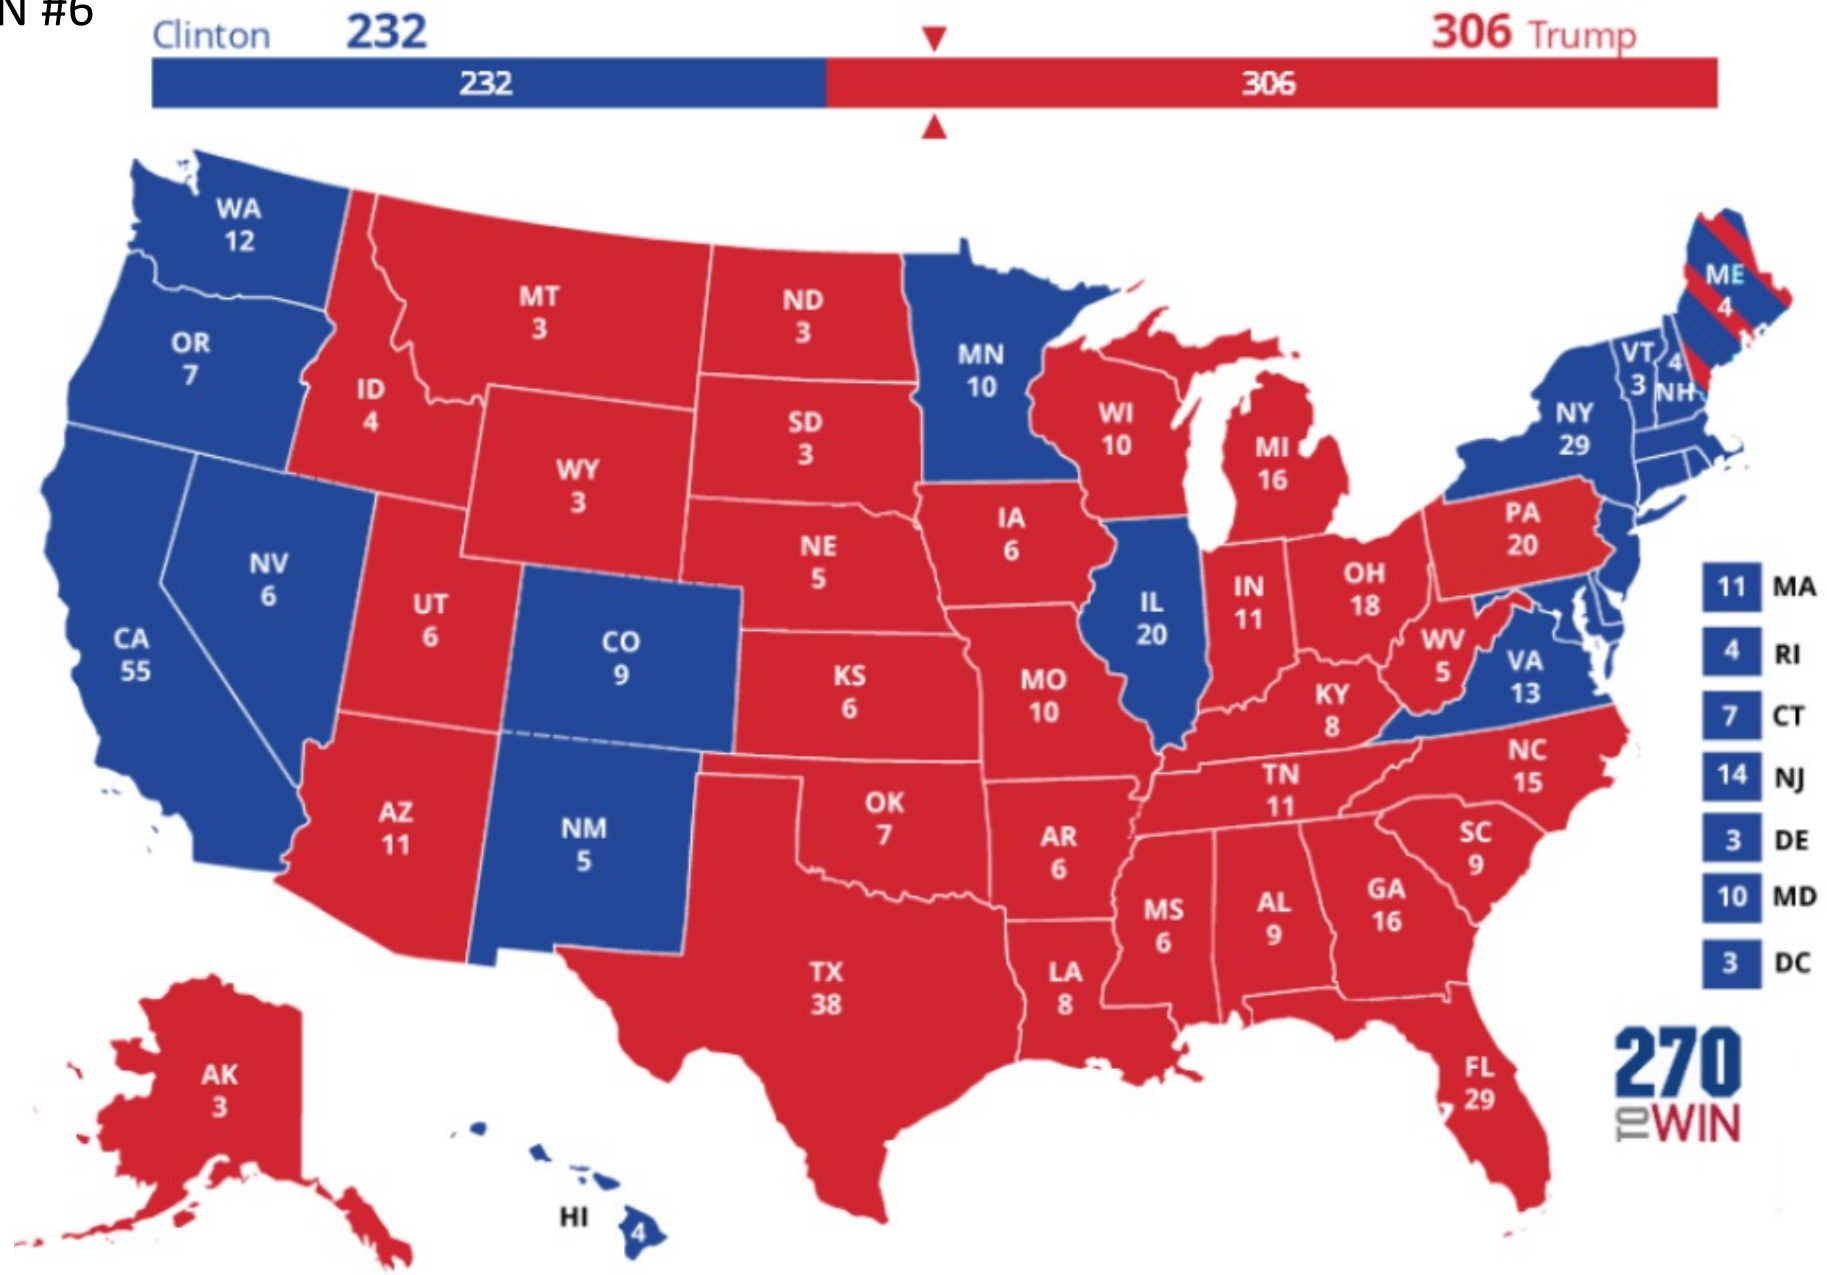 N #6
Clinton 232
306 Trump
232
306
WA
12
MT
3
ND
3
MN
10
ME
4
OR
7
ID
4
VT
3
4
NH
WI
10
NY
29
SD
3
MI
16
WY
3
IA
6
PA
20
NE
5
NV
6
IL
20
IN
11
OH
18
UT
6
CO
9
CA
55
WV
5
VA
13
KS
6
MO
10
KY
8
NC
15
TN
11
AZ
11
NM
5
OK
7
AR
6
SC
9
MS
6
AL
9
GA
16
TX
38
LA
8
FL
29
AK
3
HI
4
11 MA
4 RI
7 CT
14 NJ
3 DE
10 MD
3 DC
270
TO WIN